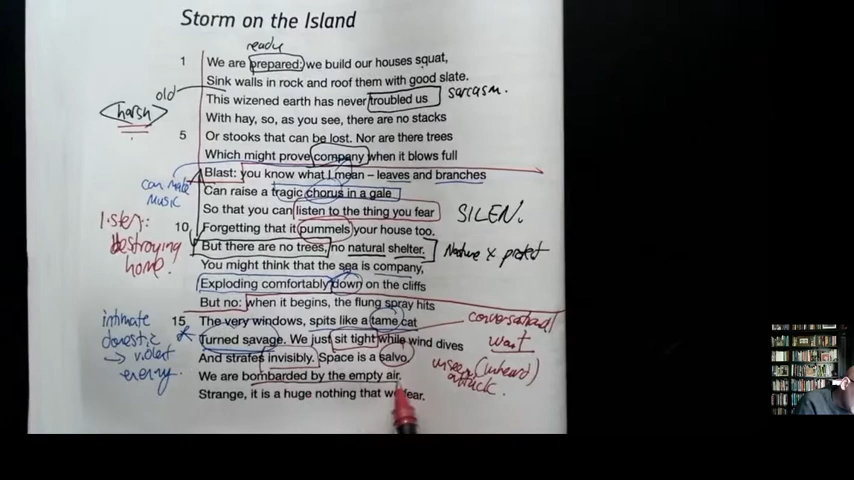 Storm on the Island
ready
1 We are prepared: we build our houses squat,
Sink walls in rock and roof them with good slate.
old
This wizened earth has never troubled us
sarcasm.
<harsh>
With hay, so, as you see, there are no stacks
5 Or stooks that can be lost. Nor are there trees
Which might prove company when it blows full
Blast: you know what I mean – leaves and branches
can make
music
Can raise a tragic chorus in a gale
So that you can listen to the thing you fear
SILEN.
listen:
destroying
home.
10 Forgetting that it pummels your house too.
But there are no trees, no natural shelter.
Nature x protect
You might think that the sea is company,
Exploding comfortably down on the cliffs
But no: when it begins, the flung spray hits
15 The very windows, spits like a tame cat
conversational
intimate
domestic
→ violent
energy.
Turned savage. We just sit tight while wind dives
wait
And strafes invisibly. Space is a salvo.
unseen (unheard)
attack.
We are bombarded by the empty air.
Strange, it is a huge nothing that we fear.